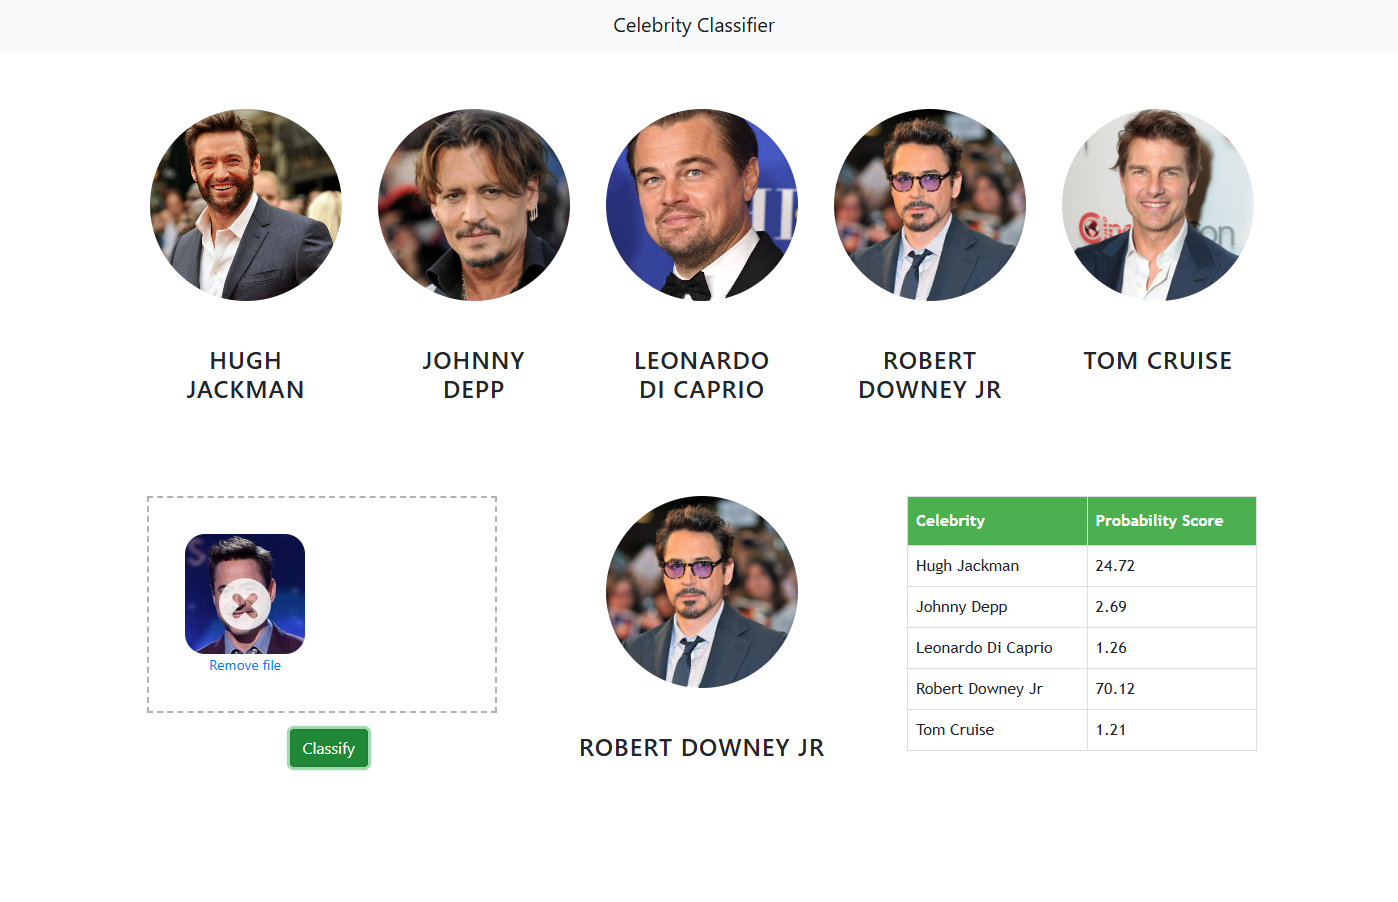 Celebrity Classifier
HUGH
JACKMAN
JOHNNY
DEPP
LEONARDO
DI CAPRIO
ROBERT
DOWNEY JR
TOM CRUISE
Remove file
Classify
ROBERT DOWNEY JR
Celebrity Probability Score
Hugh Jackman 24.72
Johnny Depp 2.69
Leonardo Di Caprio 1.26
Robert Downey Jr 70.12
Tom Cruise 1.21